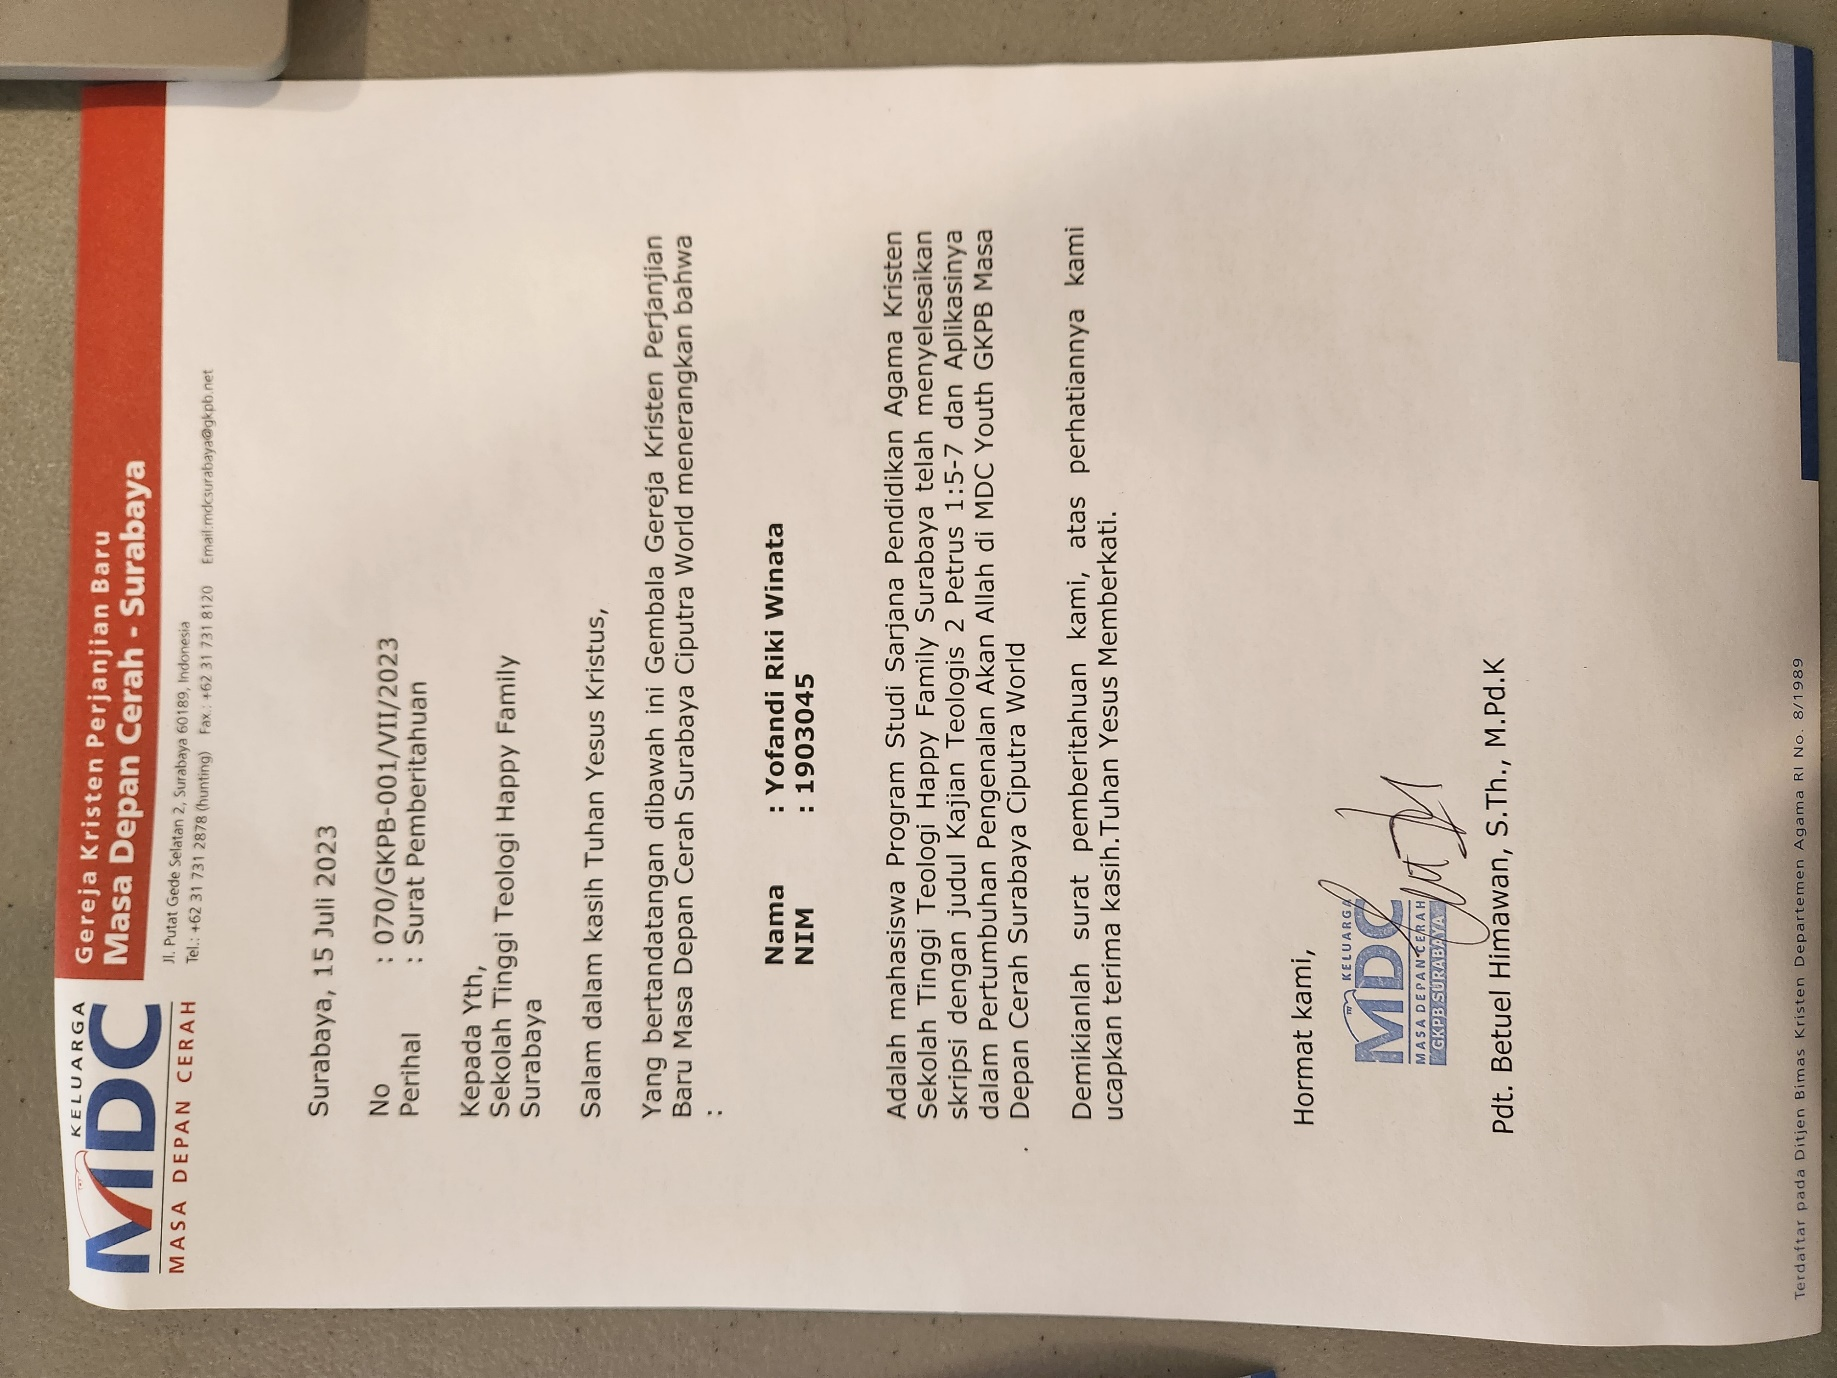 KELUARGA
MDC
MASA DEPAN CERAH
Gereja Kristen Perjanjian Baru
Masa Depan Cerah - Surabaya
Jl. Putat Gede Selatan 2, Surabaya 60189, Indonesia
Tel.: +62 31 731 2878 (hunting) Fax.: +62 31 731 8120 Email:mdcsurabaya@gkpb.net
Surabaya, 15 Juli 2023
No : 070/GKPB-001/VII/2023
Perihal : Surat Pemberitahuan
Kepada Yth,
Sekolah Tinggi Teologi Happy Family
Surabaya
Salam dalam kasih Tuhan Yesus Kristus,
Yang bertandatangan dibawah ini Gembala Gereja Kristen Perjanjian
Baru Masa Depan Cerah Surabaya Ciputra World menerangkan bahwa
:
Nama : Yofandi Riki Winata
NIM : 1903045
Adalah mahasiswa Program Studi Sarjana Pendidikan Agama Kristen
Sekolah Tinggi Teologi Happy Family Surabaya telah menyelesaikan
skripsi dengan judul Kajian Teologis 2 Petrus 1:5-7 dan Aplikasinya
dalam Pertumbuhan Pengenalan Akan Allah di MDC Youth GKPB Masa
Depan Cerah Surabaya Ciputra World
.
Demikianlah surat pemberitahuan kami, atas perhatiannya kami
ucapkan terima kasih.Tuhan Yesus Memberkati.
Hormat kami,
KELUARGA
MDC
MASA DEPAN CERAH
GKPB SURABAYA
Pdt. Betuel Himawan, S.Th., M.Pd.K
Terdaftar pada Ditjen Bimas Kristen Departemen Agama RI No. 8/1989